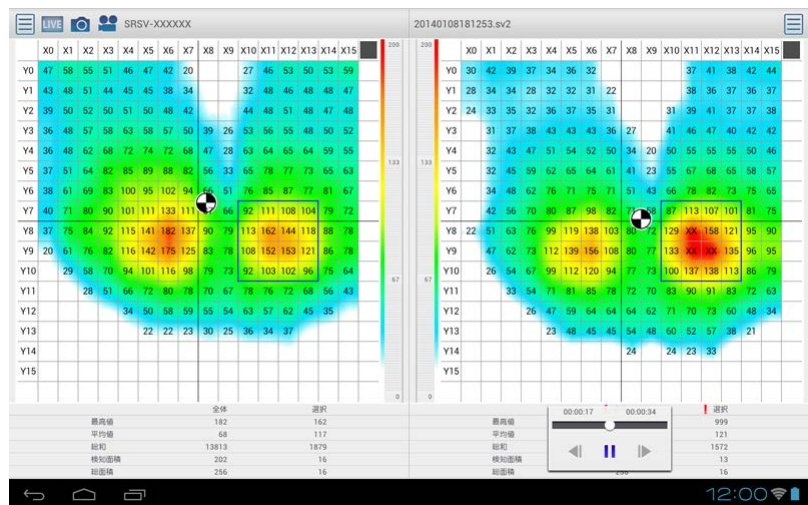 LIVE SRSV-XXXXXX
X0 X1 X2 X3 X4 X5 X6 X7 X8 X9 X10 X11 X12 X13 X14 X15
Y0 47 58 55 51 46 47 42 20 27 46 53 50 53 59
Y1 43 48 51 44 45 45 38 34 32 48 46 48 48 47
Y2 39 50 52 50 51 50 48 42 44 48 51 48 47 48
Y3 36 48 57 58 63 58 57 50 39 26 53 56 55 48 50 52
Y4 36 48 62 68 72 74 72 68 47 28 63 64 65 64 59 55
Y5 37 51 64 82 85 89 88 82 56 33 65 78 77 73 65 63
Y6 38 61 69 83 100 95 102 94 66 51 76 85 87 77 81 67
Y7 40 71 80 90 101 111 133 111 66 92 111 108 104 79 72
Y8 37 75 84 92 115 141 182 137 90 79 113 162 144 118 88 78
Y9 20 61 76 82 116 142 175 125 83 78 108 152 153 121 86 78
Y10 29 58 70 94 101 116 98 79 73 92 103 102 96 75 64
Y11 28 51 66 72 80 78 70 67 78 76 72 68 56 43
Y12 34 50 58 59 55 54 63 57 62 45 35
Y13 22 22 23 30 25 36 34 37
Y14
Y15
200
133
67
0
全体 選択
最高値 182 162
平均値 68 117
総和 13813 1879
検知面積 202 16
総面積 256 16
20140108181253.sv2
200
133
67
0
X0 X1 X2 X3 X4 X5 X6 X7 X8 X9 X10 X11 X12 X13 X14 X15
Y0 30 42 39 37 34 36 32 37 41 38 42 44
Y1 28 34 34 28 32 32 31 22 38 36 37 36 37
Y2 24 33 35 32 36 37 35 31 31 39 41 37 37 38
Y3 31 37 38 43 43 43 36 27 41 46 47 40 42 42
Y4 32 43 47 51 54 52 50 34 20 50 55 55 55 50 46
Y5 32 45 59 62 65 64 61 41 23 55 67 68 65 58 57
Y6 34 48 62 76 71 75 71 51 43 66 78 82 73 75 65
Y7 42 56 70 80 87 98 82 71 58 87 113 107 101 81 75
Y8 22 51 63 76 99 119 138 103 80 72 129 XX 158 121 95 90
Y9 47 62 73 112 139 156 108 80 77 133 XX XX 135 96 95
Y10 26 54 67 99 112 120 94 77 73 100 137 138 113 86 79
Y11 33 54 71 81 85 78 72 70 83 90 91 83 72 63
Y12 26 47 59 64 64 64 62 71 70 73 60 48 34
Y13 23 48 45 45 54 48 60 52 57 38 21
Y14 24 24 23 33
Y15
! 選択
最高値 999
平均値 121
総和 1572
検知面積 13
総面積 16
00:00:17 00:00:34
12:00